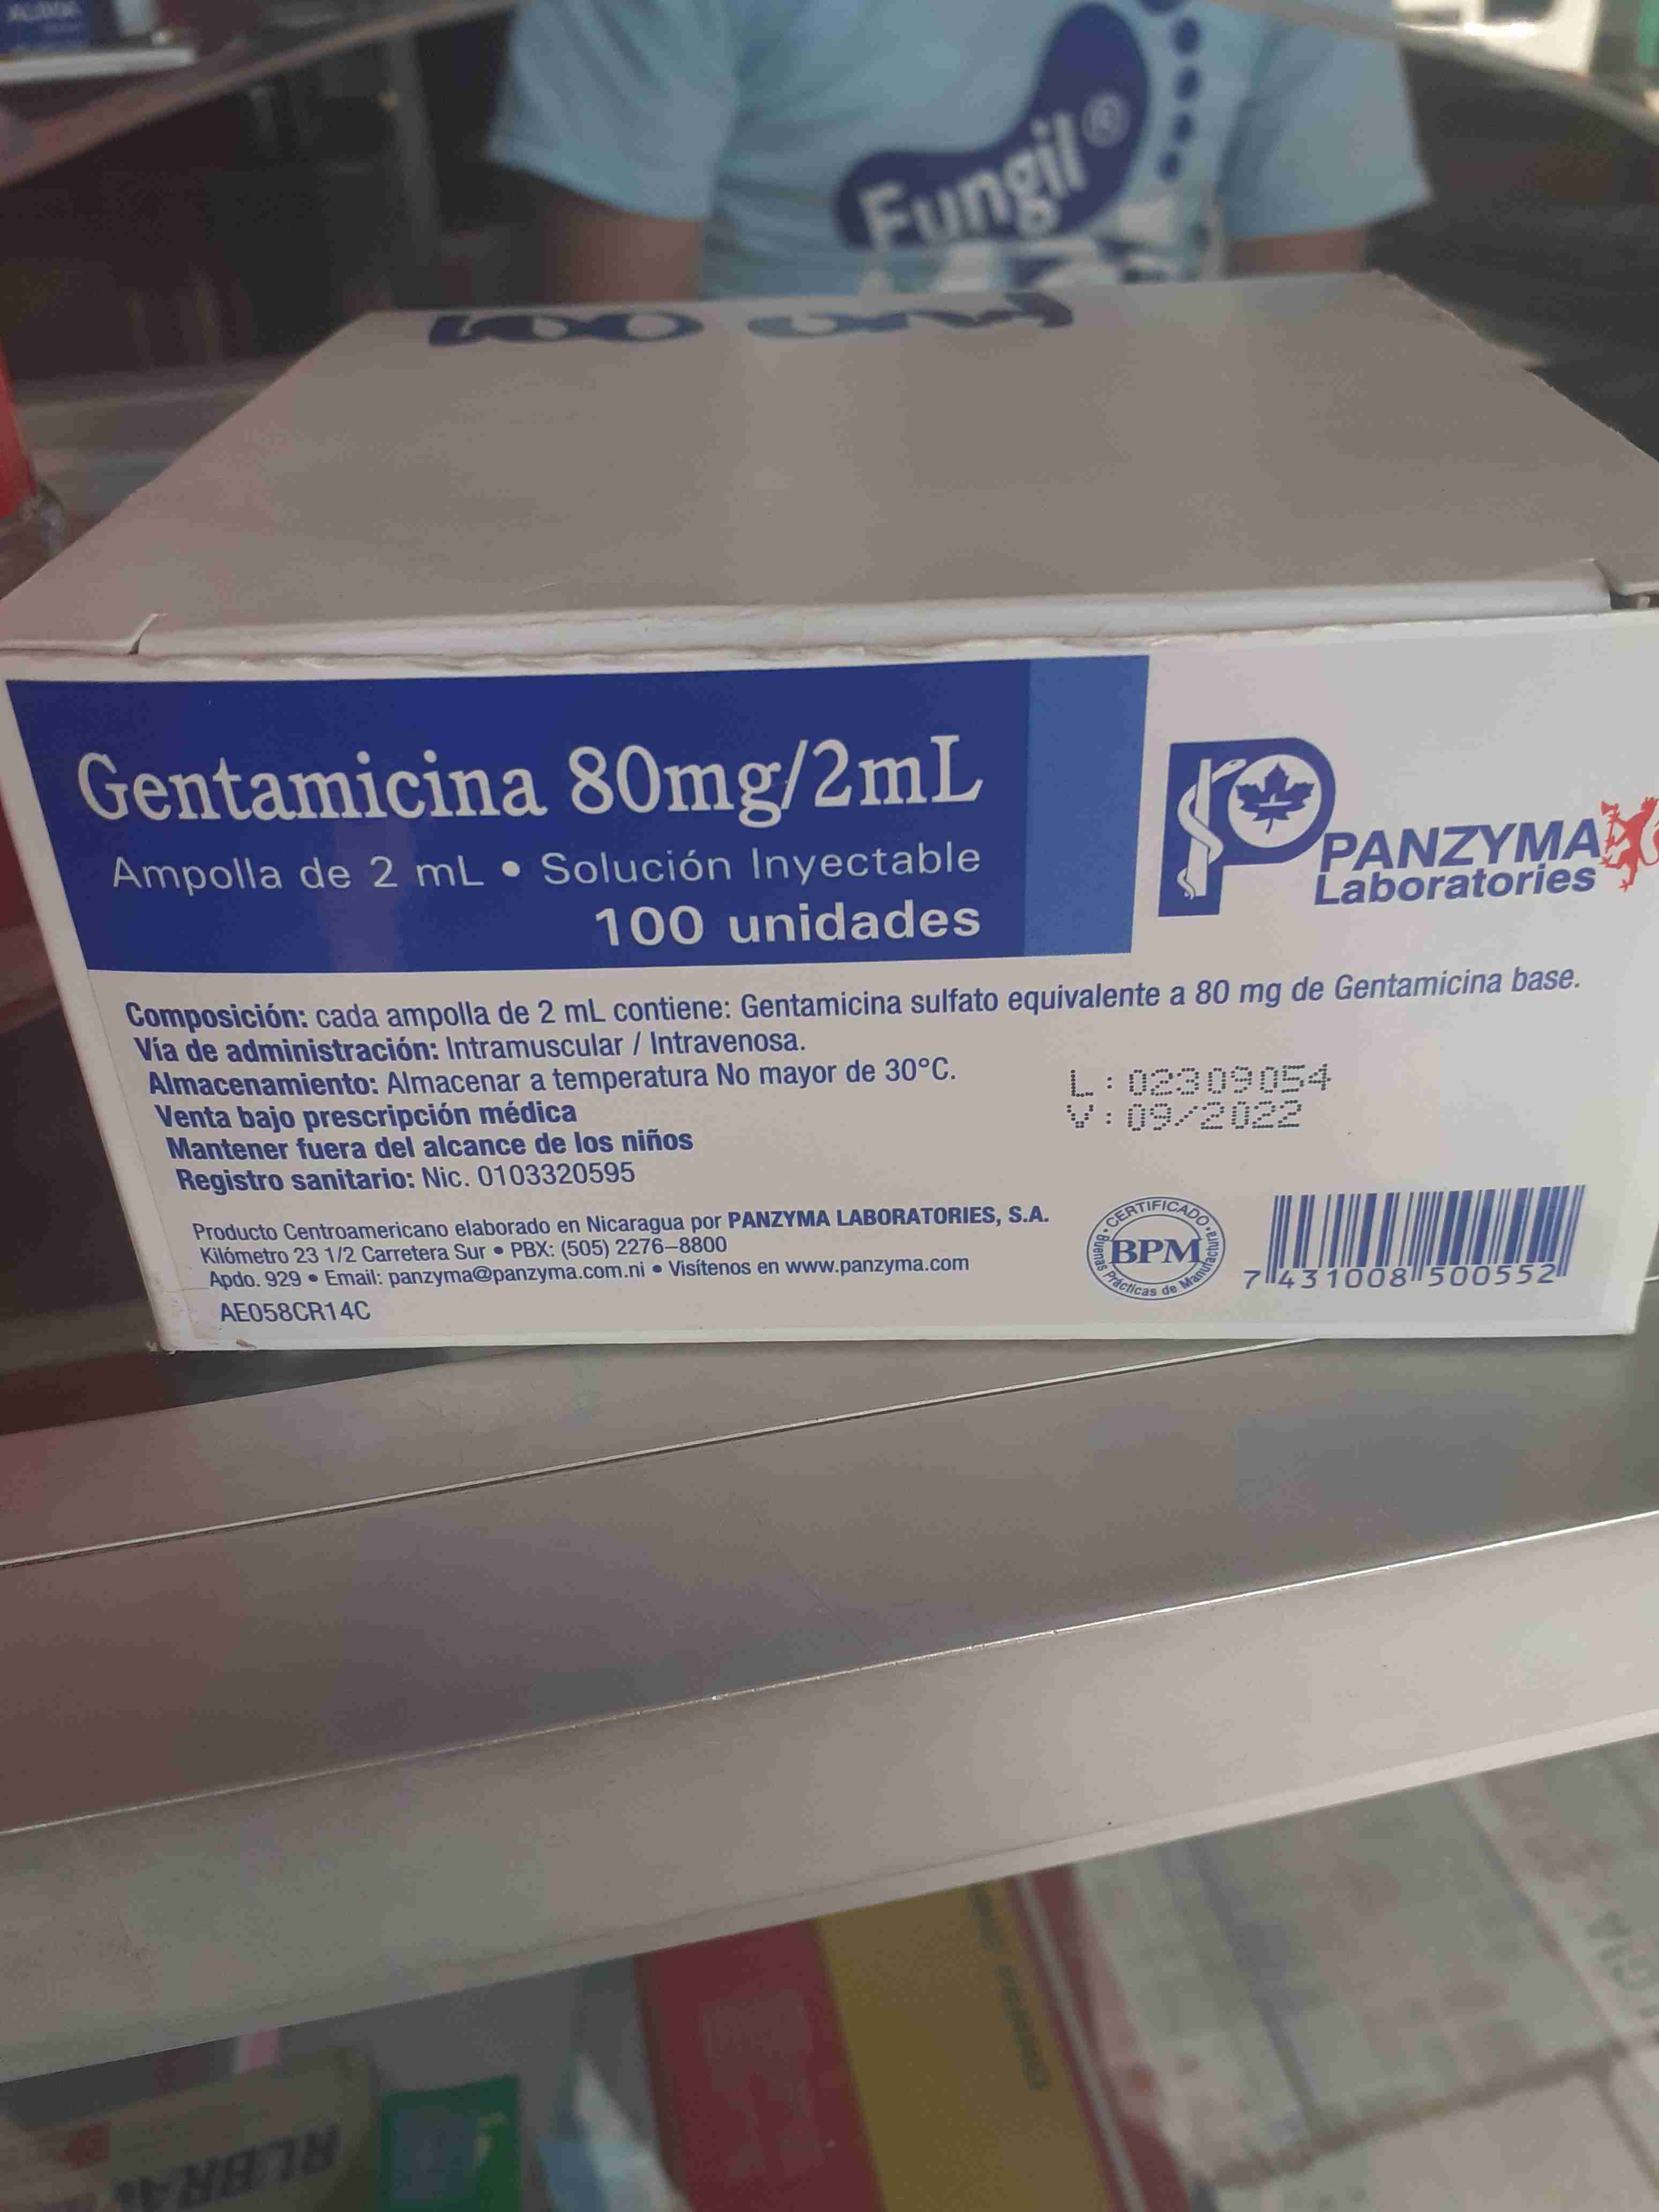 Fungil®
Gentamicina 80mg/2mL
Ampolla de 2 mL • Solución Inyectable
100 unidades
PANZYMA
Laboratories
Composición: cada ampolla de 2 mL contiene: Gentamicina sulfato equivalente a 80 mg de Gentamicina base.
Vía de administración: Intramuscular / Intravenosa.
Almacenamiento: Almacenar a temperatura No mayor de 30°C.
Venta bajo prescripción médica
Mantener fuera del alcance de los niños
Registro sanitario: Nic. 0103320595
L: 02309054
V: 09/2022
Producto Centroamericano elaborado en Nicaragua por PANZYMA LABORATORIES, S.A.
Kilómetro 23 1/2 Carretera Sur • PBX: (505) 2276-8800
Apdo. 929 • Email: panzyma@panzyma.com.ni • Visítenos en www.panzyma.com
AE058CR14C
CERTIFICADO
BPM
Buenas Prácticas de Manufactura
7 431008 500552